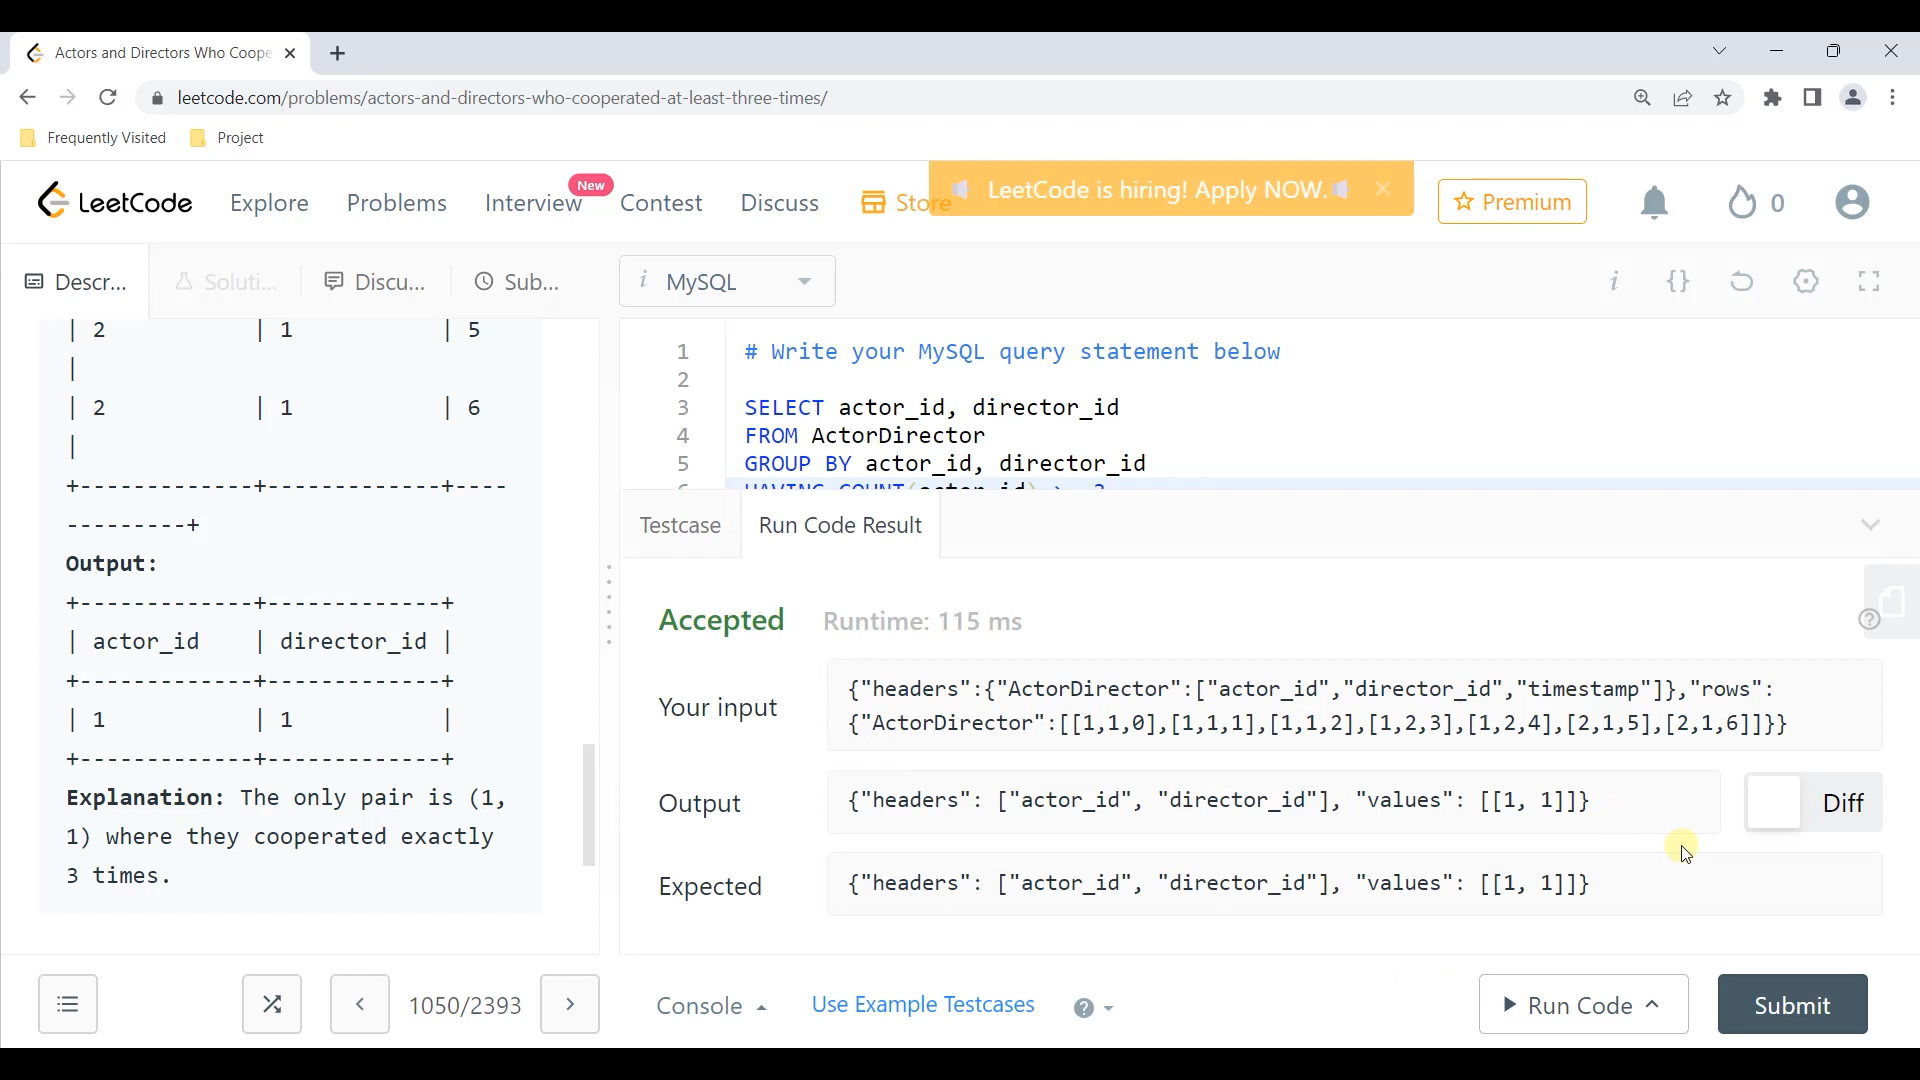 Actors and Directors Who Coope
leetcode.com/problems/actors-and-directors-who-cooperated-at-least-three-times/
Frequently Visited Project
LeetCode Explore Problems Interview New Contest Discuss Store LeetCode is hiring! Apply NOW. Premium 0
Descr... Soluti... Discu... Sub... i MySQL i {}
| 2 | 1 | 5
|
| 2 | 1 | 6
|
+-------------+-------------+----
---------+
Output:
+-------------+-------------+
| actor_id | director_id |
+-------------+-------------+
| 1 | 1 |
+-------------+-------------+
Explanation: The only pair is (1,
1) where they cooperated exactly
3 times.
1 # Write your MySQL query statement below
2
3 SELECT actor_id, director_id
4 FROM ActorDirector
5 GROUP BY actor_id, director_id
Testcase Run Code Result
Accepted Runtime: 115 ms
Your input
{"headers":{"ActorDirector":["actor_id","director_id","timestamp"]},"rows":
{"ActorDirector":[[1,1,0],[1,1,1],[1,1,2],[1,2,3],[1,2,4],[2,1,5],[2,1,6]]}}
Output {"headers": ["actor_id", "director_id"], "values": [[1, 1]]} Diff
Expected {"headers": ["actor_id", "director_id"], "values": [[1, 1]]}
1050/2393 Console Use Example Testcases ? Run Code Submit